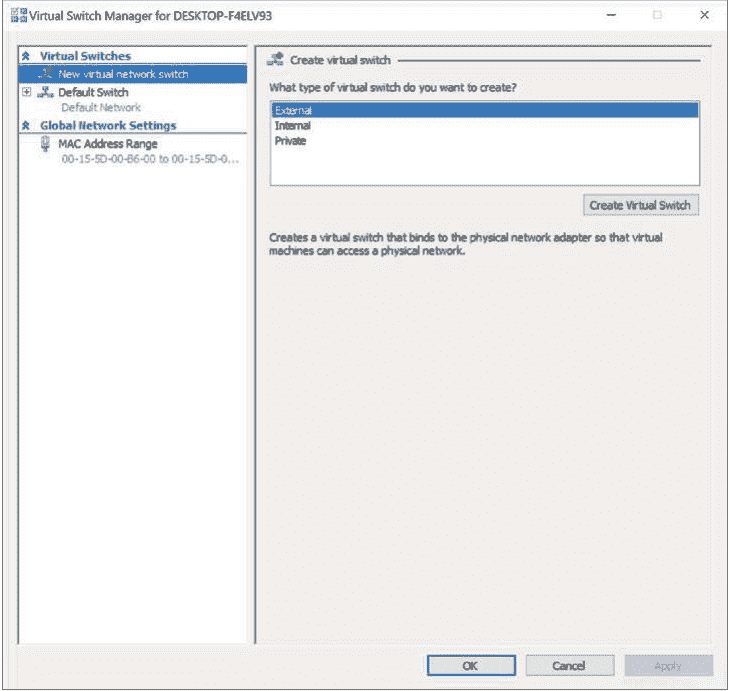 Virtual Switch Manager for DESKTOP-F4ELV93
Virtual Switches
New virtual network switch
Default Switch
Default Network
Global Network Settings
MAC Address Range
00-15-5D-00-B6-00 to 00-15-5D-0...
Create virtual switch
What type of virtual switch do you want to create?
External
Internal
Private
Create Virtual Switch
Creates a virtual switch that binds to the physical network adapter so that virtual
machines can access a physical network.
OK
Cancel
Apply